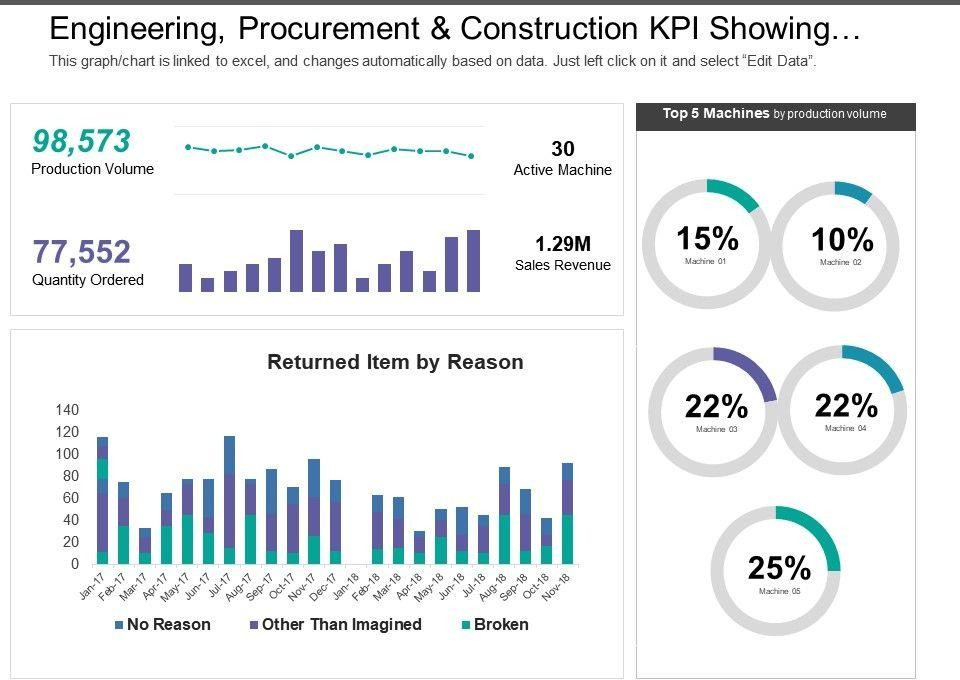 Engineering, Procurement & Construction KPI Showing…
This graph/chart is linked to excel, and changes automatically based on data. Just left click on it and select “Edit Data”.
98,573
Production Volume
30
Active Machine
77,552
Quantity Ordered
1.29M
Sales Revenue
Top 5 Machines by production volume
15%
Machine 01
10%
Machine 02
22%
Machine 03
22%
Machine 04
25%
Machine 05
Returned Item by Reason
140
120
100
80
60
40
20
0
Jan-17
Feb-17
Mar-17
Apr-17
May-17
Jun-17
Jul-17
Aug-17
Sep-17
Oct-17
Nov-17
Dec-17
Jan-18
Feb-18
Mar-18
Apr-18
May-18
Jun-18
Jul-18
Aug-18
Sep-18
Oct-18
Nov-18
No Reason
Other Than Imagined
Broken